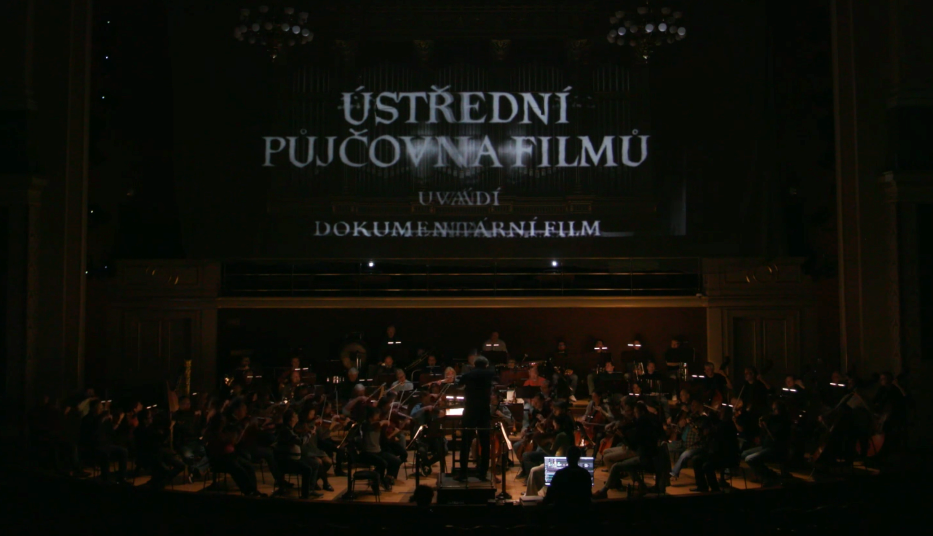 ÚSTŘEDNÍ
PŮJČOVNA FILMŮ
UVÁDÍ
DOKUMENTÁRNÍ FILM